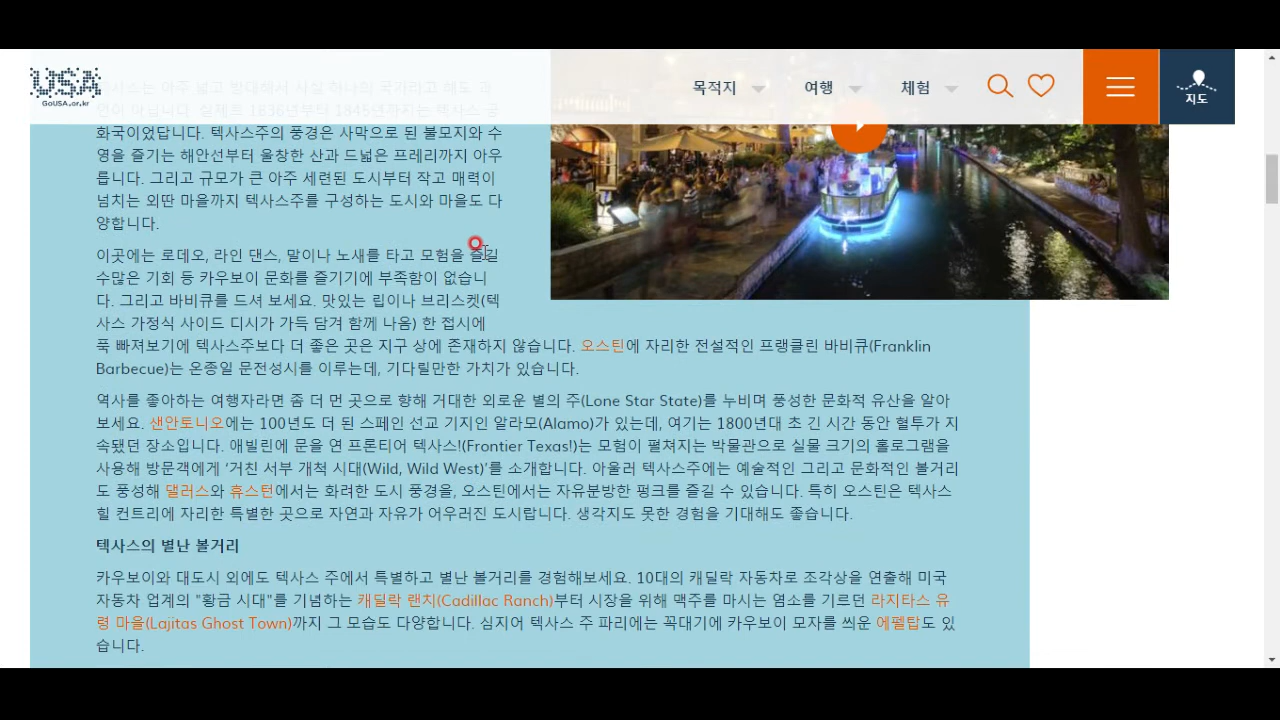 USA
GoUSA.or.kr
목적지
여행
체험
지도
화국이었답니다. 텍사스주의 풍경은 사막으로 된 불모지와 수
영을 즐기는 해안선부터 울창한 산과 드넓은 프레리까지 아우
릅니다. 그리고 규모가 큰 아주 세련된 도시부터 작고 매력이
넘치는 외딴 마을까지 텍사스주를 구성하는 도시와 마을도 다
양합니다.
이곳에는 로데오, 라인 댄스, 말이나 노새를 타고 모험을 즐길
수많은 기회 등 카우보이 문화를 즐기기에 부족함이 없습니
다. 그리고 바비큐를 드셔 보세요. 맛있는 립이나 브리스켓(텍
사스 가정식 사이드 디시가 가득 담겨 함께 나옴) 한 접시에
푹 빠져보기에 텍사스주보다 더 좋은 곳은 지구 상에 존재하지 않습니다. 오스틴에 자리한 전설적인 프랭클린 바비큐(Franklin
Barbecue)는 온종일 문전성시를 이루는데, 기다릴만한 가치가 있습니다.
역사를 좋아하는 여행자라면 좀 더 먼 곳으로 향해 거대한 외로운 별의 주(Lone Star State)를 누비며 풍성한 문화적 유산을 알아
보세요. 샌안토니오에는 100년도 더 된 스페인 선교 기지인 알라모(Alamo)가 있는데, 여기는 1800년대 초 긴 시간 동안 혈투가 지
속됐던 장소입니다. 애빌린에 문을 연 프론티어 텍사스!(Frontier Texas!)는 모험이 펼쳐지는 박물관으로 실물 크기의 홀로그램을
사용해 방문객에게 '거친 서부 개척 시대(Wild, Wild West)'를 소개합니다. 아울러 텍사스주에는 예술적인 그리고 문화적인 볼거리
도 풍성해 댈러스와 휴스턴에서는 화려한 도시 풍경을, 오스틴에서는 자유분방한 펑크를 즐길 수 있습니다. 특히 오스틴은 텍사스
힐 컨트리에 자리한 특별한 곳으로 자연과 자유가 어우러진 도시랍니다. 생각지도 못한 경험을 기대해도 좋습니다.
텍사스의 별난 볼거리
카우보이와 대도시 외에도 텍사스 주에서 특별하고 별난 볼거리를 경험해보세요. 10대의 캐딜락 자동차로 조각상을 연출해 미국
자동차 업계의 "황금 시대"를 기념하는 캐딜락 랜치(Cadillac Ranch)부터 시장을 위해 맥주를 마시는 염소를 기르던 라지타스 유
령 마을(Lajitas Ghost Town)까지 그 모습도 다양합니다. 심지어 텍사스 주 파리에는 꼭대기에 카우보이 모자를 씌운 에펠탑도 있
습니다.